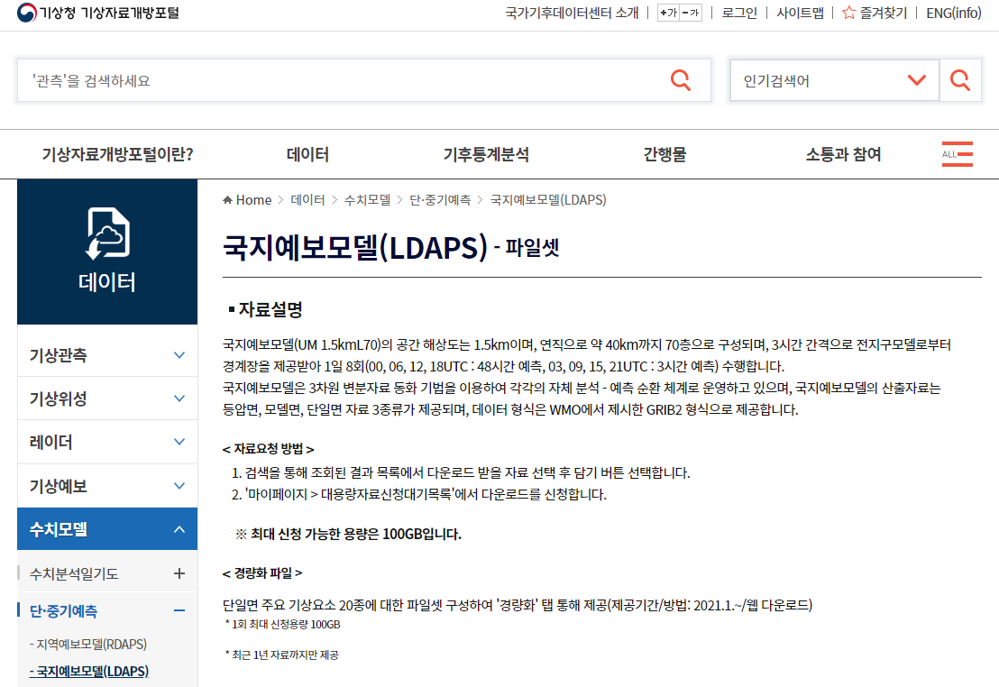 기상청 기상자료개방포털
국가기후데이터센터 소개 +가 -가 로그인 사이트맵 즐겨찾기 ENG(info)
'관측'을 검색하세요
인기검색어
기상자료개방포털이란? 데이터 기후통계분석 간행물 소통과 참여 ALL
데이터
기상관측
기상위성
레이더
기상예보
수치모델
수치분석일기도
단·중기예측
- 지역예보모델(RDAPS)
- 국지예보모델(LDAPS)
Home > 데이터 > 수치모델 > 단·중기예측 > 국지예보모델(LDAPS)
국지예보모델(LDAPS) - 파일셋
자료설명
국지예보모델(UM 1.5kmL70)의 공간 해상도는 1.5km이며, 연직으로 약 40km까지 70층으로 구성되며, 3시간 간격으로 전지구모델로부터
경계장을 제공받아 1일 8회(00, 06, 12, 18UTC : 48시간 예측, 03, 09, 15, 21UTC : 3시간 예측) 수행합니다.
국지예보모델은 3차원 변분자료 동화 기법을 이용하여 각각의 자체 분석 - 예측 순환 체계로 운영하고 있으며, 국지예보모델의 산출자료는
등압면, 모델면, 단일면 자료 3종류가 제공되며, 데이터 형식은 WMO에서 제시한 GRIB2 형식으로 제공합니다.
< 자료요청 방법 >
1. 검색을 통해 조회된 결과 목록에서 다운로드 받을 자료 선택 후 담기 버튼 선택합니다.
2. '마이페이지 > 대용량자료신청대기목록'에서 다운로드를 신청합니다.
※ 최대 신청 가능한 용량은 100GB입니다.
< 경량화 파일 >
단일면 주요 기상요소 20종에 대한 파일셋 구성하여 '경량화' 탭 통해 제공(제공기간/방법: 2021.1.~/웹 다운로드)
* 1회 최대 신청용량 100GB
* 최근 1년 자료까지만 제공